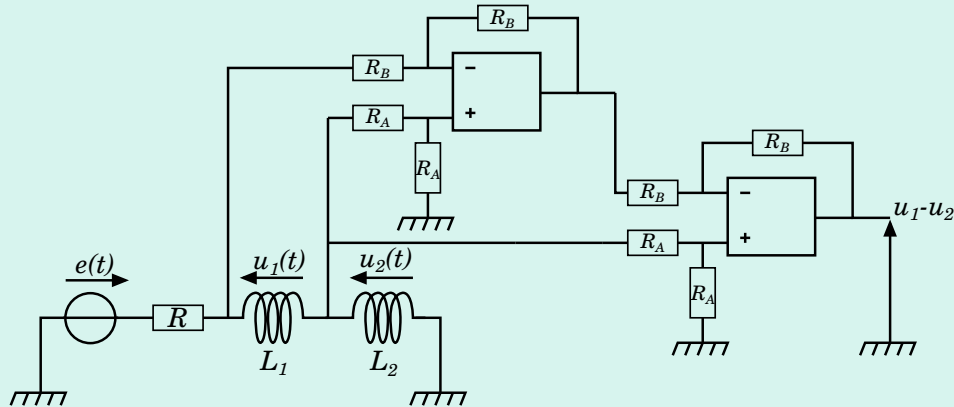 R_B
R_B
−
R_A
+
R_A
R_B
R_B
−
u_1-u_2
R_A
+
e(t)
u_1(t)
u_2(t)
R_A
R
L_1
L_2